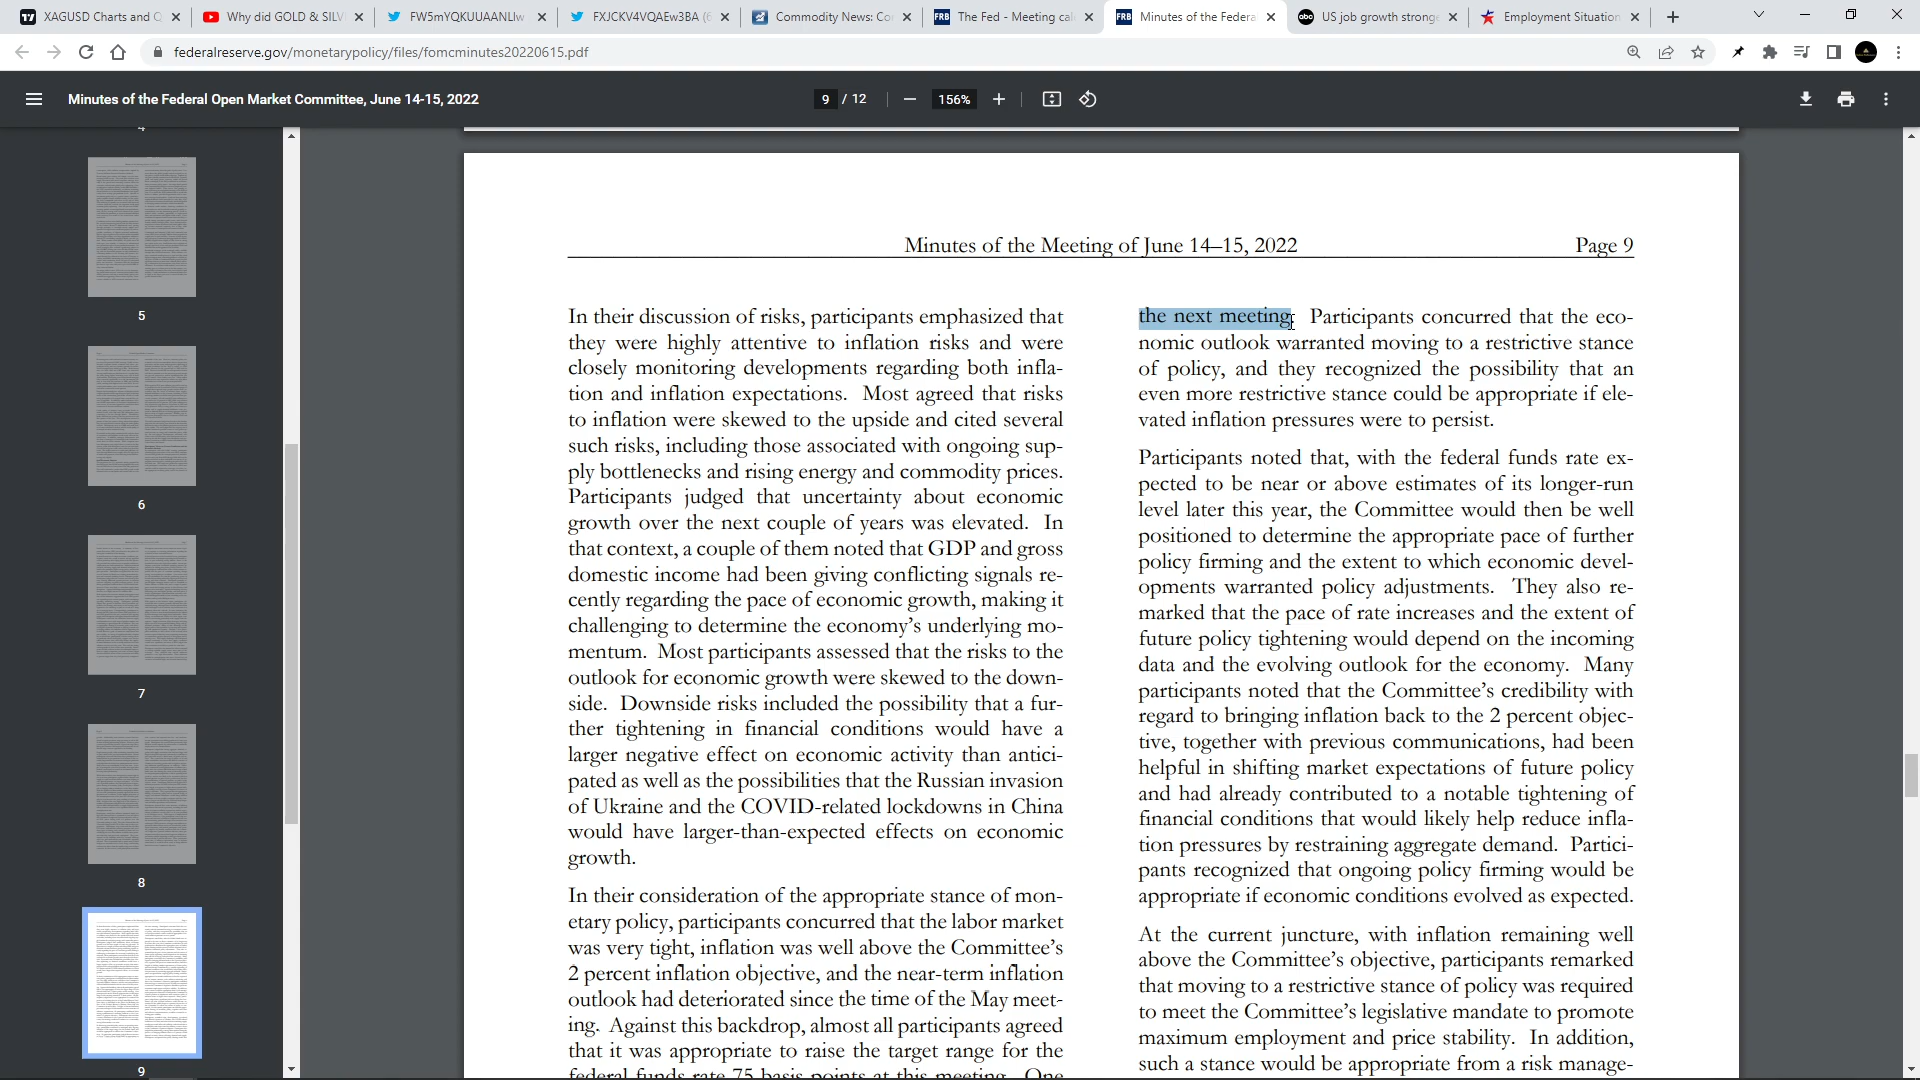 XAGUSD Charts and Q
Why did GOLD & SILV
FW5mYQKUUAANLlw
FXJCKV4VQAEw3BA (6
Commodity News: Co
The Fed - Meeting cal
Minutes of the Federa
US job growth stronge
Employment Situation
federalreserve.gov/monetarypolicy/files/fomcminutes20220615.pdf
Minutes of the Federal Open Market Committee, June 14-15, 2022
9 / 12
156%
4
5
6
7
8
9
Minutes of the Meeting of June 14–15, 2022 Page 9
In their discussion of risks, participants emphasized that
they were highly attentive to inflation risks and were
closely monitoring developments regarding both infla-
tion and inflation expectations. Most agreed that risks
to inflation were skewed to the upside and cited several
such risks, including those associated with ongoing sup-
ply bottlenecks and rising energy and commodity prices.
Participants judged that uncertainty about economic
growth over the next couple of years was elevated. In
that context, a couple of them noted that GDP and gross
domestic income had been giving conflicting signals re-
cently regarding the pace of economic growth, making it
challenging to determine the economy's underlying mo-
mentum. Most participants assessed that the risks to the
outlook for economic growth were skewed to the down-
side. Downside risks included the possibility that a fur-
ther tightening in financial conditions would have a
larger negative effect on economic activity than antici-
pated as well as the possibilities that the Russian invasion
of Ukraine and the COVID-related lockdowns in China
would have larger-than-expected effects on economic
growth.
In their consideration of the appropriate stance of mon-
etary policy, participants concurred that the labor market
was very tight, inflation was well above the Committee's
2 percent inflation objective, and the near-term inflation
outlook had deteriorated since the time of the May meet-
ing. Against this backdrop, almost all participants agreed
that it was appropriate to raise the target range for the
federal funds rate 75 basis points at this meeting. One
the next meeting. Participants concurred that the eco-
nomic outlook warranted moving to a restrictive stance
of policy, and they recognized the possibility that an
even more restrictive stance could be appropriate if ele-
vated inflation pressures were to persist.
Participants noted that, with the federal funds rate ex-
pected to be near or above estimates of its longer-run
level later this year, the Committee would then be well
positioned to determine the appropriate pace of further
policy firming and the extent to which economic devel-
opments warranted policy adjustments. They also re-
marked that the pace of rate increases and the extent of
future policy tightening would depend on the incoming
data and the evolving outlook for the economy. Many
participants noted that the Committee's credibility with
regard to bringing inflation back to the 2 percent objec-
tive, together with previous communications, had been
helpful in shifting market expectations of future policy
and had already contributed to a notable tightening of
financial conditions that would likely help reduce infla-
tion pressures by restraining aggregate demand. Partici-
pants recognized that ongoing policy firming would be
appropriate if economic conditions evolved as expected.
At the current juncture, with inflation remaining well
above the Committee's objective, participants remarked
that moving to a restrictive stance of policy was required
to meet the Committee's legislative mandate to promote
maximum employment and price stability. In addition,
such a stance would be appropriate from a risk manage-